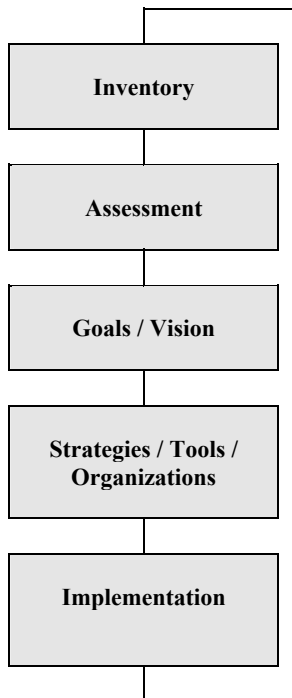 Inventory
Assessment
Goals / Vision
Strategies / Tools /
Organizations
Implementation